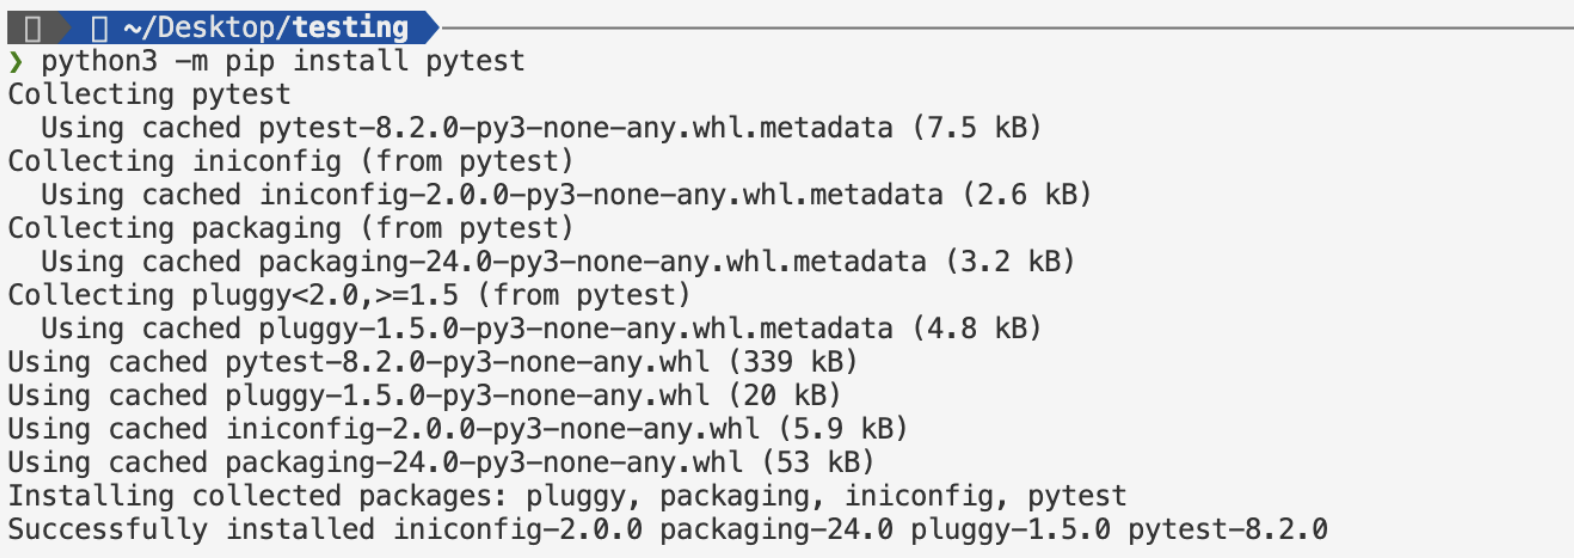 ~/Desktop/testing
❯ python3 -m pip install pytest
Collecting pytest
  Using cached pytest-8.2.0-py3-none-any.whl.metadata (7.5 kB)
Collecting iniconfig (from pytest)
  Using cached iniconfig-2.0.0-py3-none-any.whl.metadata (2.6 kB)
Collecting packaging (from pytest)
  Using cached packaging-24.0-py3-none-any.whl.metadata (3.2 kB)
Collecting pluggy<2.0,>=1.5 (from pytest)
  Using cached pluggy-1.5.0-py3-none-any.whl.metadata (4.8 kB)
Using cached pytest-8.2.0-py3-none-any.whl (339 kB)
Using cached pluggy-1.5.0-py3-none-any.whl (20 kB)
Using cached iniconfig-2.0.0-py3-none-any.whl (5.9 kB)
Using cached packaging-24.0-py3-none-any.whl (53 kB)
Installing collected packages: pluggy, packaging, iniconfig, pytest
Successfully installed iniconfig-2.0.0 packaging-24.0 pluggy-1.5.0 pytest-8.2.0